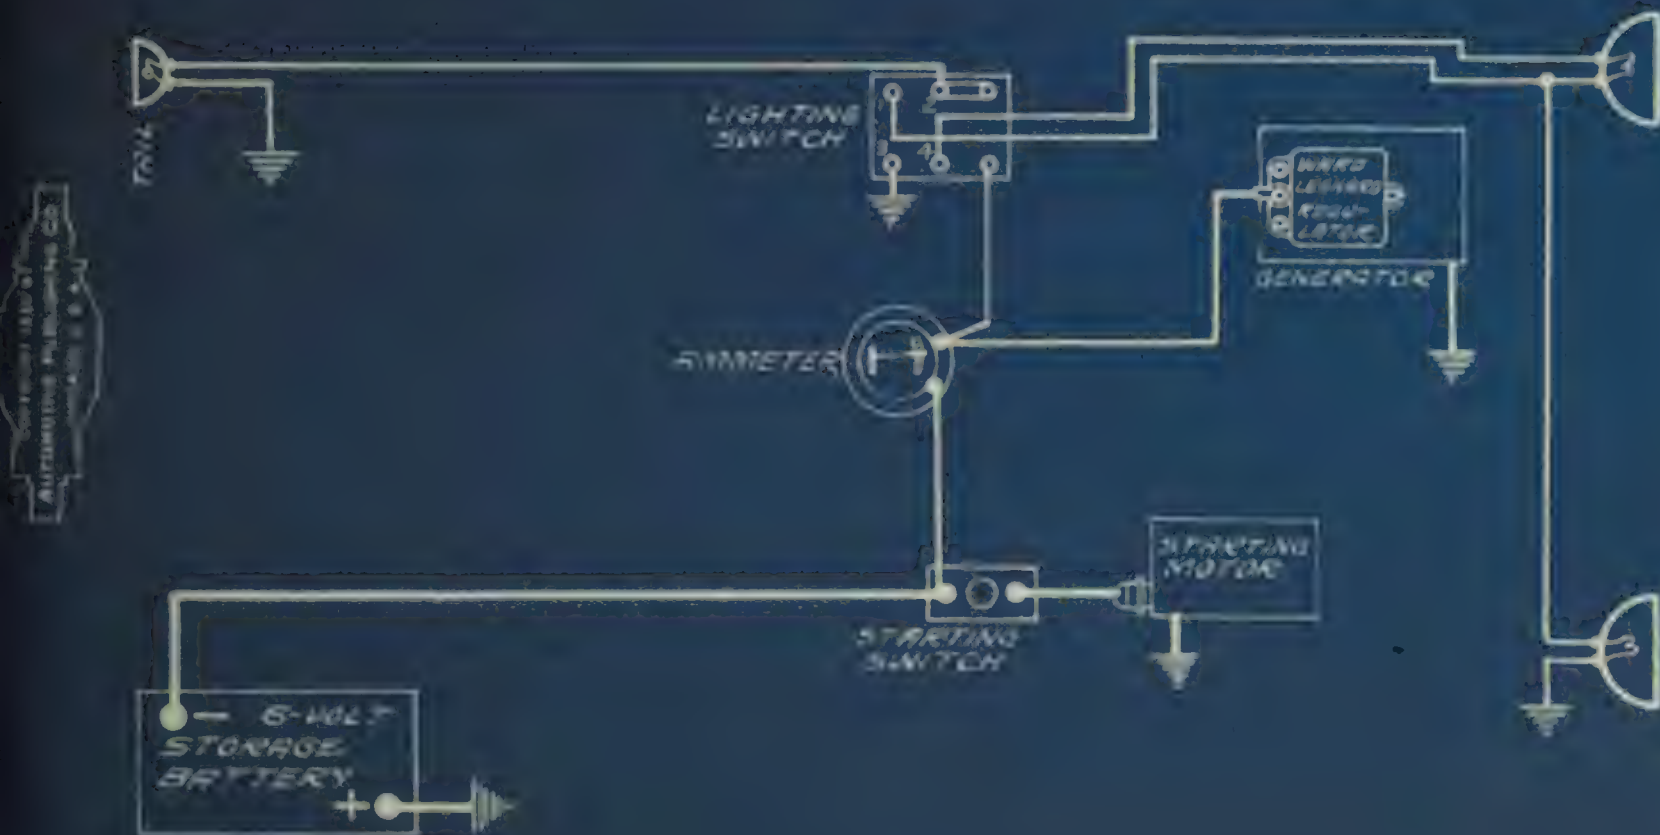 TAIL
LIGHTING
SWITCH
1
2
3
4
WARD
LEONARD
REGU-
LATOR
GENERATOR
AMMETER
STARTING
MOTOR
STARTING
SWITCH
- 6-VOLT
STORAGE
BATTERY
+